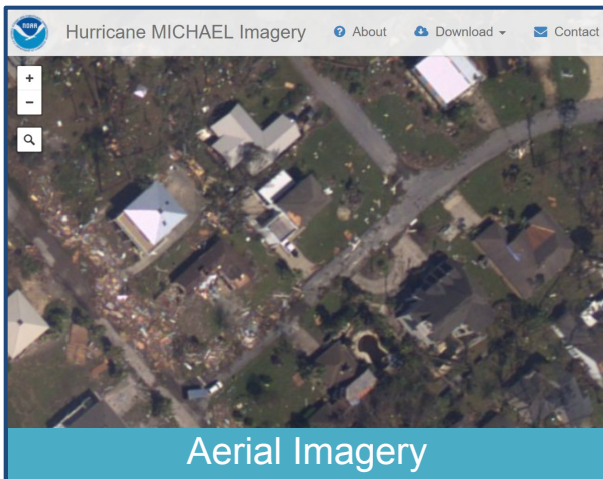 NOAA
Hurricane MICHAEL Imagery
About
Download
Contact
+
−
Aerial Imagery